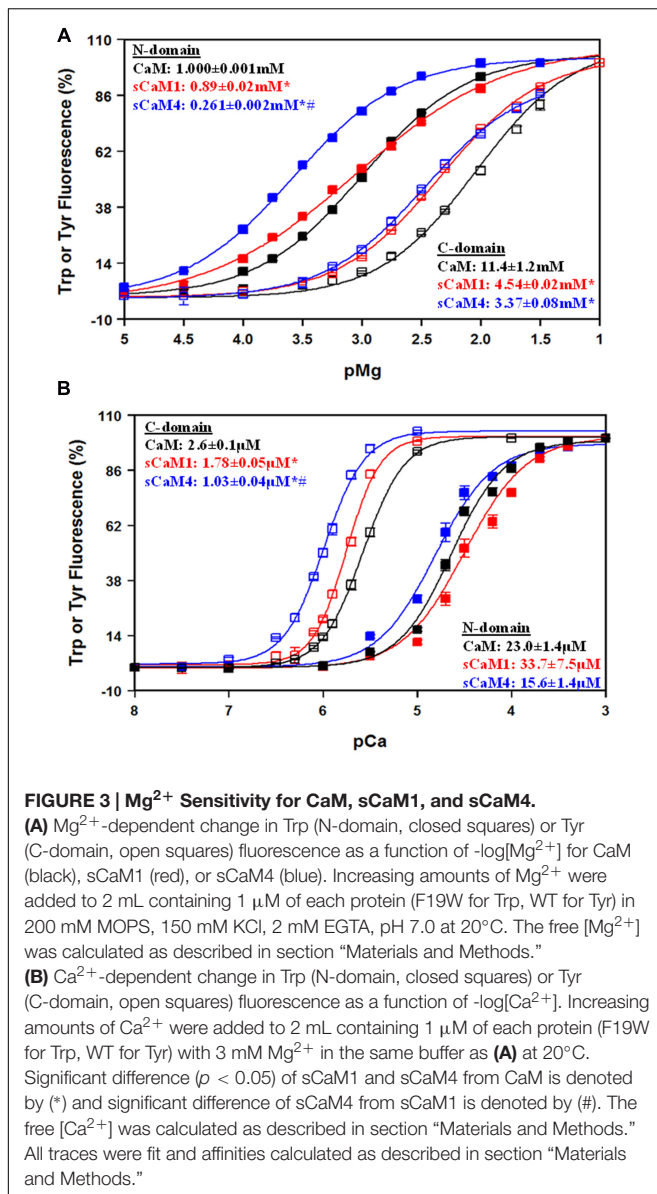 A
N-domain
CaM: 1.000±0.001mM
sCaM1: 0.89±0.02mM*
sCaM4: 0.261±0.002mM*#
C-domain
CaM: 11.4±1.2mM
sCaM1: 4.54±0.02mM*
sCaM4: 3.37±0.08mM*
Trp or Tyr Fluorescence (%)
110
86
62
38
14
-10
5 4.5 4.0 3.5 3.0 2.5 2.0 1.5 1
pMg
B
C-domain
CaM: 2.6±0.1µM
sCaM1: 1.78±0.05µM*
sCaM4: 1.03±0.04µM*#
N-domain
CaM: 23.0±1.4µM
sCaM1: 33.7±7.5µM
sCaM4: 15.6±1.4µM
Trp or Tyr Fluorescence (%)
110
86
62
38
14
-10
8 7 6 5 4 3
pCa
FIGURE 3 | Mg²⁺ Sensitivity for CaM, sCaM1, and sCaM4.
(A) Mg²⁺-dependent change in Trp (N-domain, closed squares) or Tyr
(C-domain, open squares) fluorescence as a function of -log[Mg²⁺] for CaM
(black), sCaM1 (red), or sCaM4 (blue). Increasing amounts of Mg²⁺ were
added to 2 mL containing 1 µM of each protein (F19W for Trp, WT for Tyr) in
200 mM MOPS, 150 mM KCl, 2 mM EGTA, pH 7.0 at 20°C. The free [Mg²⁺]
was calculated as described in section “Materials and Methods.”
(B) Ca²⁺-dependent change in Trp (N-domain, closed squares) or Tyr
(C-domain, open squares) fluorescence as a function of -log[Ca²⁺]. Increasing
amounts of Ca²⁺ were added to 2 mL containing 1 µM of each protein (F19W
for Trp, WT for Tyr) with 3 mM Mg²⁺ in the same buffer as (A) at 20°C.
Significant difference (p < 0.05) of sCaM1 and sCaM4 from CaM is denoted
by (*) and significant difference of sCaM4 from sCaM1 is denoted by (#). The
free [Ca²⁺] was calculated as described in section “Materials and Methods.”
All traces were fit and affinities calculated as described in section “Materials
and Methods.”